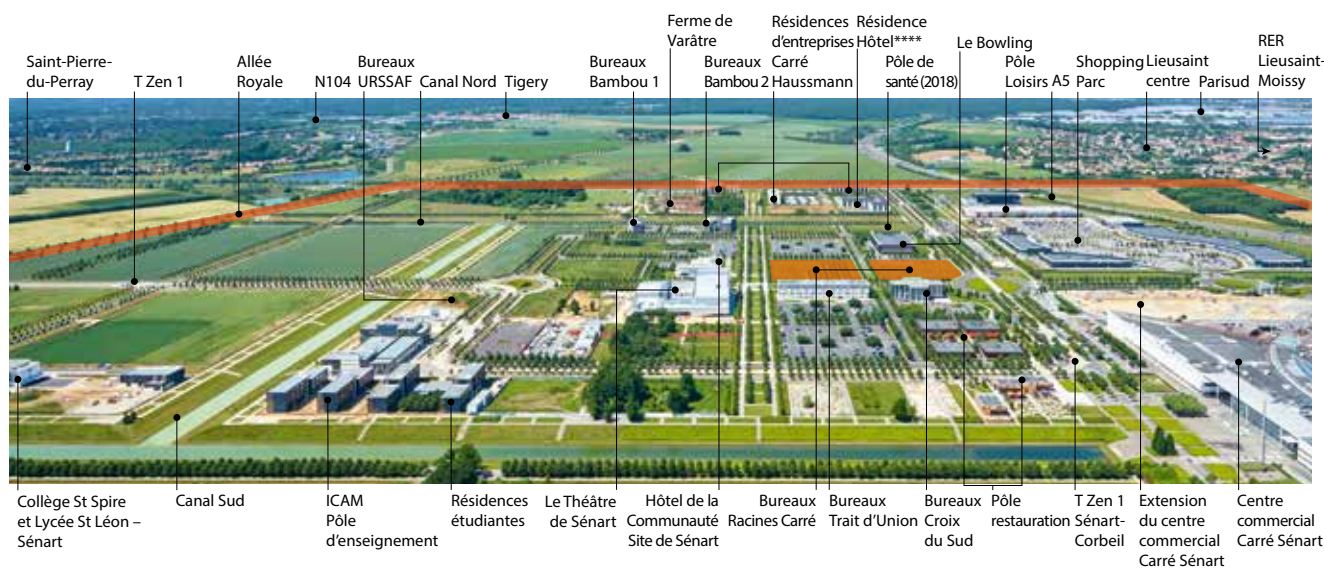 Saint-Pierre-
du-Perray
T Zen 1
Allée
Royale
N104
Bureaux
URSSAF
Canal Nord
Tigery
Bureaux
Bambou 1
Ferme de
Varâtre
Bureaux
Bambou 2
Résidences
d'entreprises
Carré
Haussmann
Résidence
Hôtel****
Pôle de
santé (2018)
Le Bowling
Pôle
Loisirs
A5
Shopping
Parc
Lieusaint
centre
Parisud
RER
Lieusaint-
Moissy
Collège St Spire
et Lycée St Léon –
Sénart
Canal Sud
ICAM
Pôle
d'enseignement
Résidences
étudiantes
Le Théâtre
de Sénart
Hôtel de la
Communauté
Site de Sénart
Bureaux
Racines Carré
Bureaux
Trait d'Union
Bureaux
Croix
du Sud
Pôle
restauration
T Zen 1
Sénart-
Corbeil
Extension
du centre
commercial
Carré Sénart
Centre
commercial
Carré Sénart